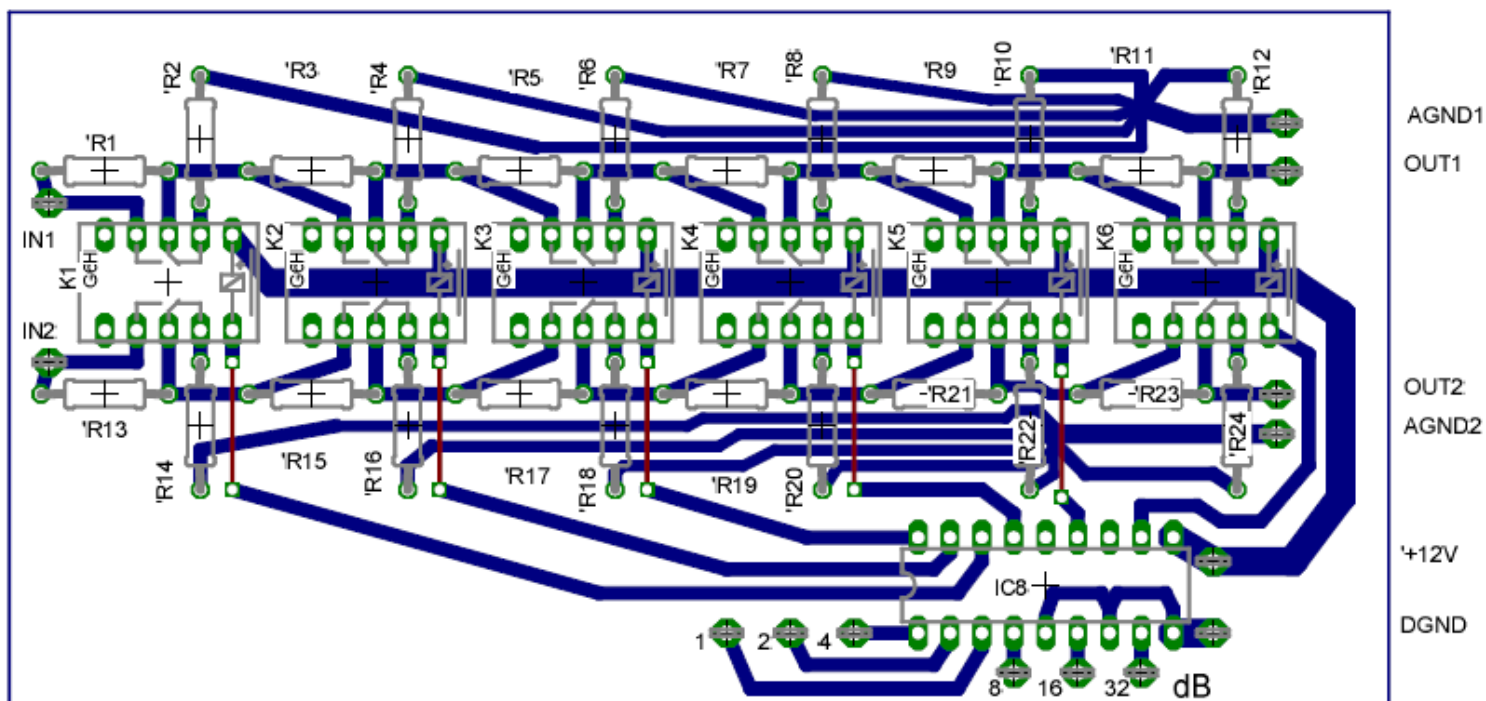 'R2
'R3
'R4
'R5
'R6
'R7
'R8
'R9
'R10
'R11
'R12
AGND1
'R1
OUT1
IN1
K1
G6H
K2
G6H
K3
G6H
K4
G6H
K5
G6H
K6
G6H
IN2
OUT2
'R13
'R21
'R23
AGND2
'R14
'R15
'R16
'R17
'R18
'R19
'R20
'R22
'R24
'+12V
IC8
DGND
1
2
4
8
16
32
dB